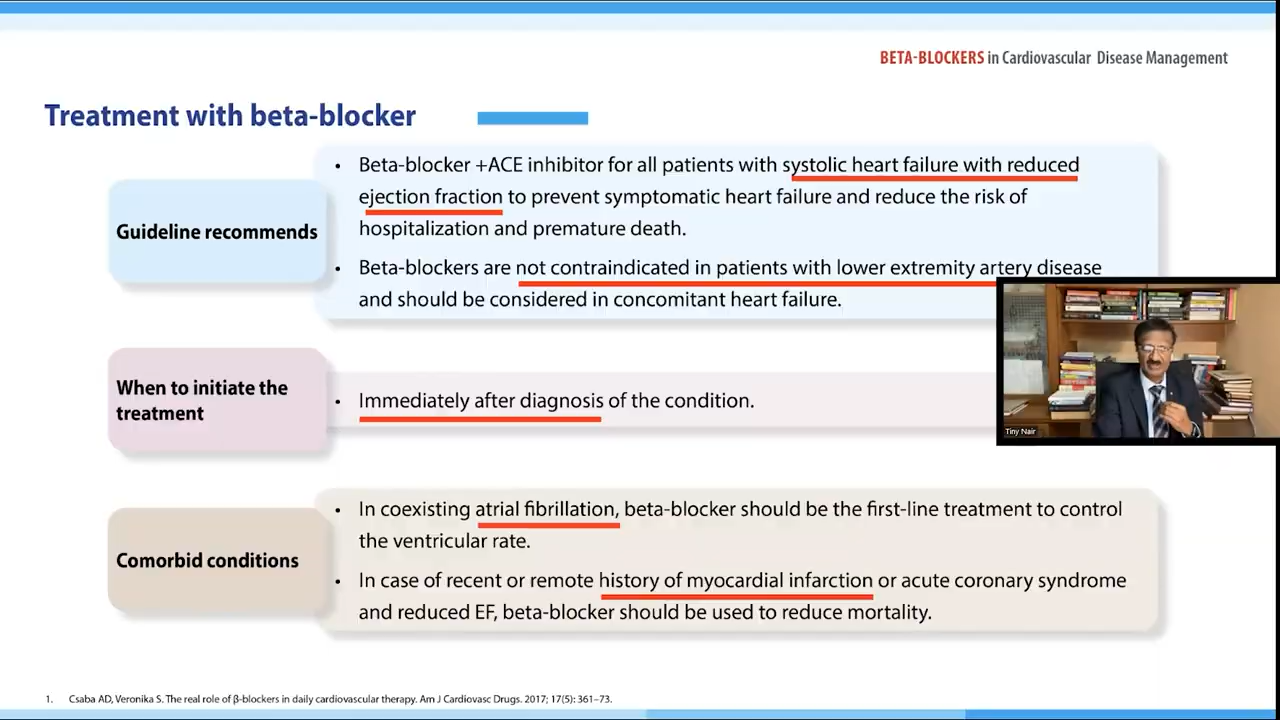 BETA-BLOCKERS in Cardiovascular Disease Management
Treatment with beta-blocker
Guideline recommends
• Beta-blocker +ACE inhibitor for all patients with systolic heart failure with reduced
ejection fraction to prevent symptomatic heart failure and reduce the risk of
hospitalization and premature death.
• Beta-blockers are not contraindicated in patients with lower extremity artery disease
and should be considered in concomitant heart failure.
Tiny Nair
When to initiate the
treatment
• Immediately after diagnosis of the condition.
Comorbid conditions
• In coexisting atrial fibrillation, beta-blocker should be the first-line treatment to control
the ventricular rate.
• In case of recent or remote history of myocardial infarction or acute coronary syndrome
and reduced EF, beta-blocker should be used to reduce mortality.
1. Csaba AD, Veronika S. The real role of β-blockers in daily cardiovascular therapy. Am J Cardiovasc Drugs. 2017; 17(5): 361–73.